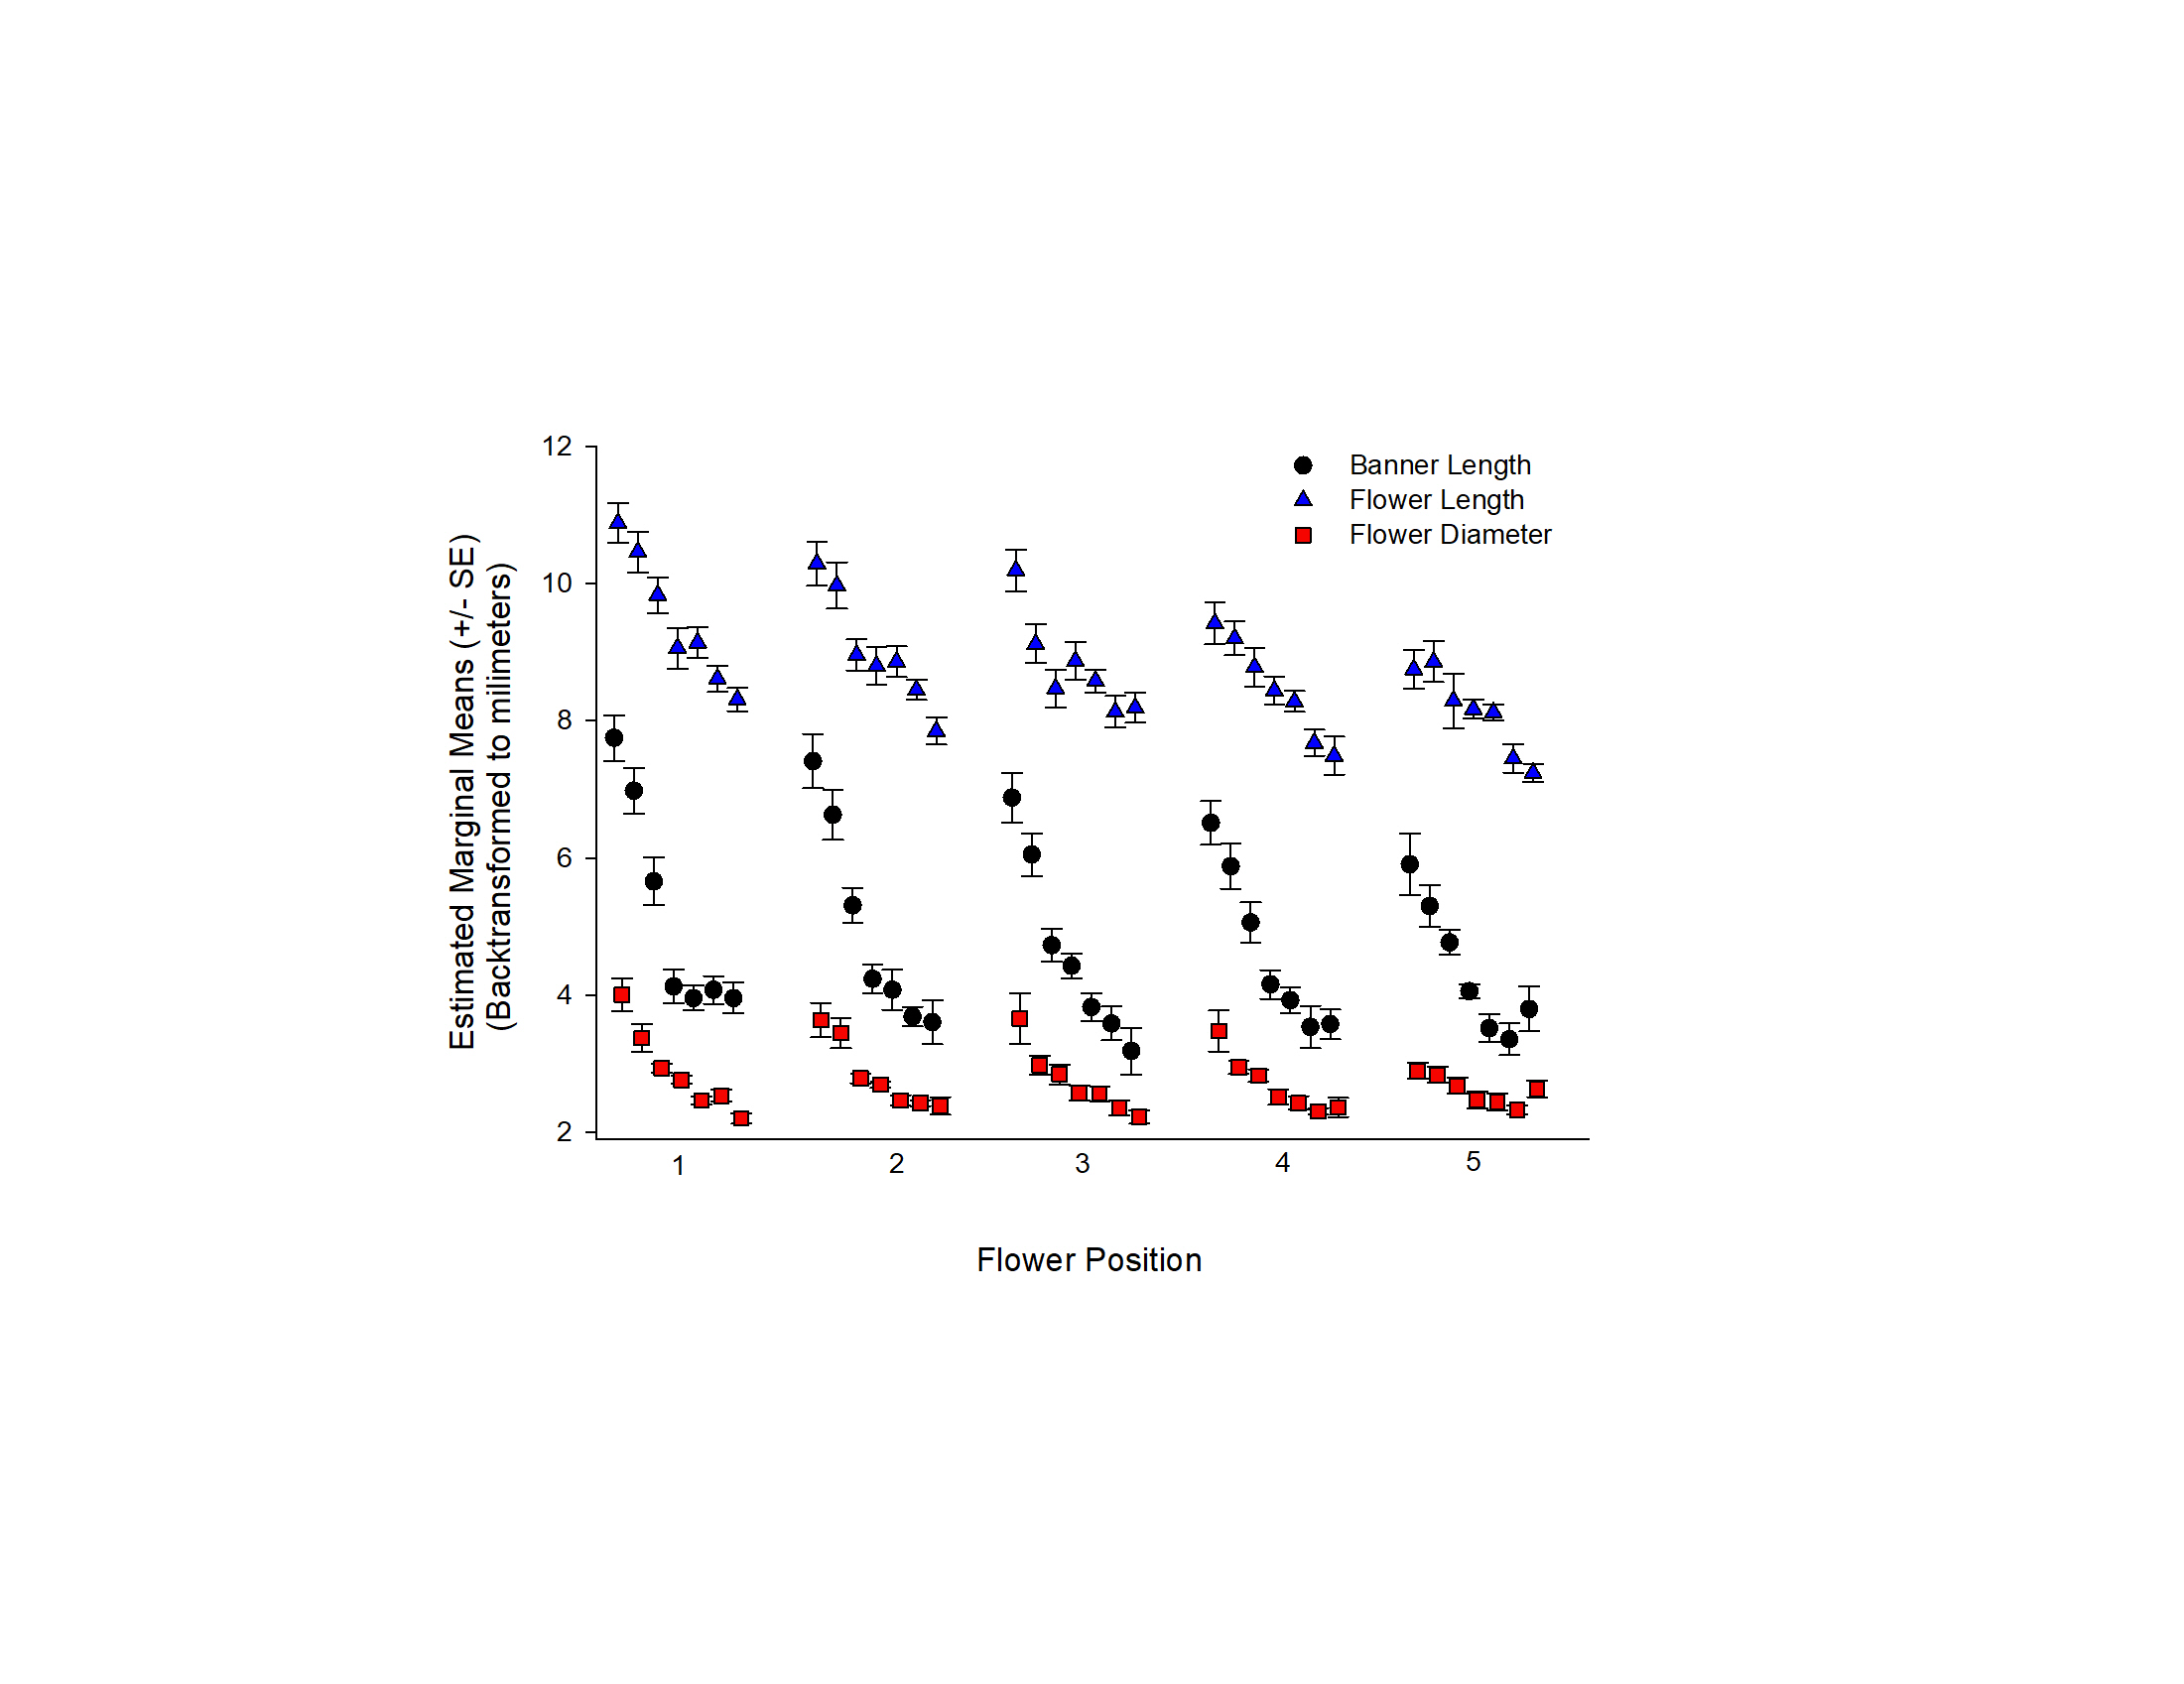 12
10
8
6
4
2
Estimated Marginal Means (+/- SE)
(Backtransformed to milimeters)
Banner Length
Flower Length
Flower Diameter
1 2 3 4 5
Flower Position